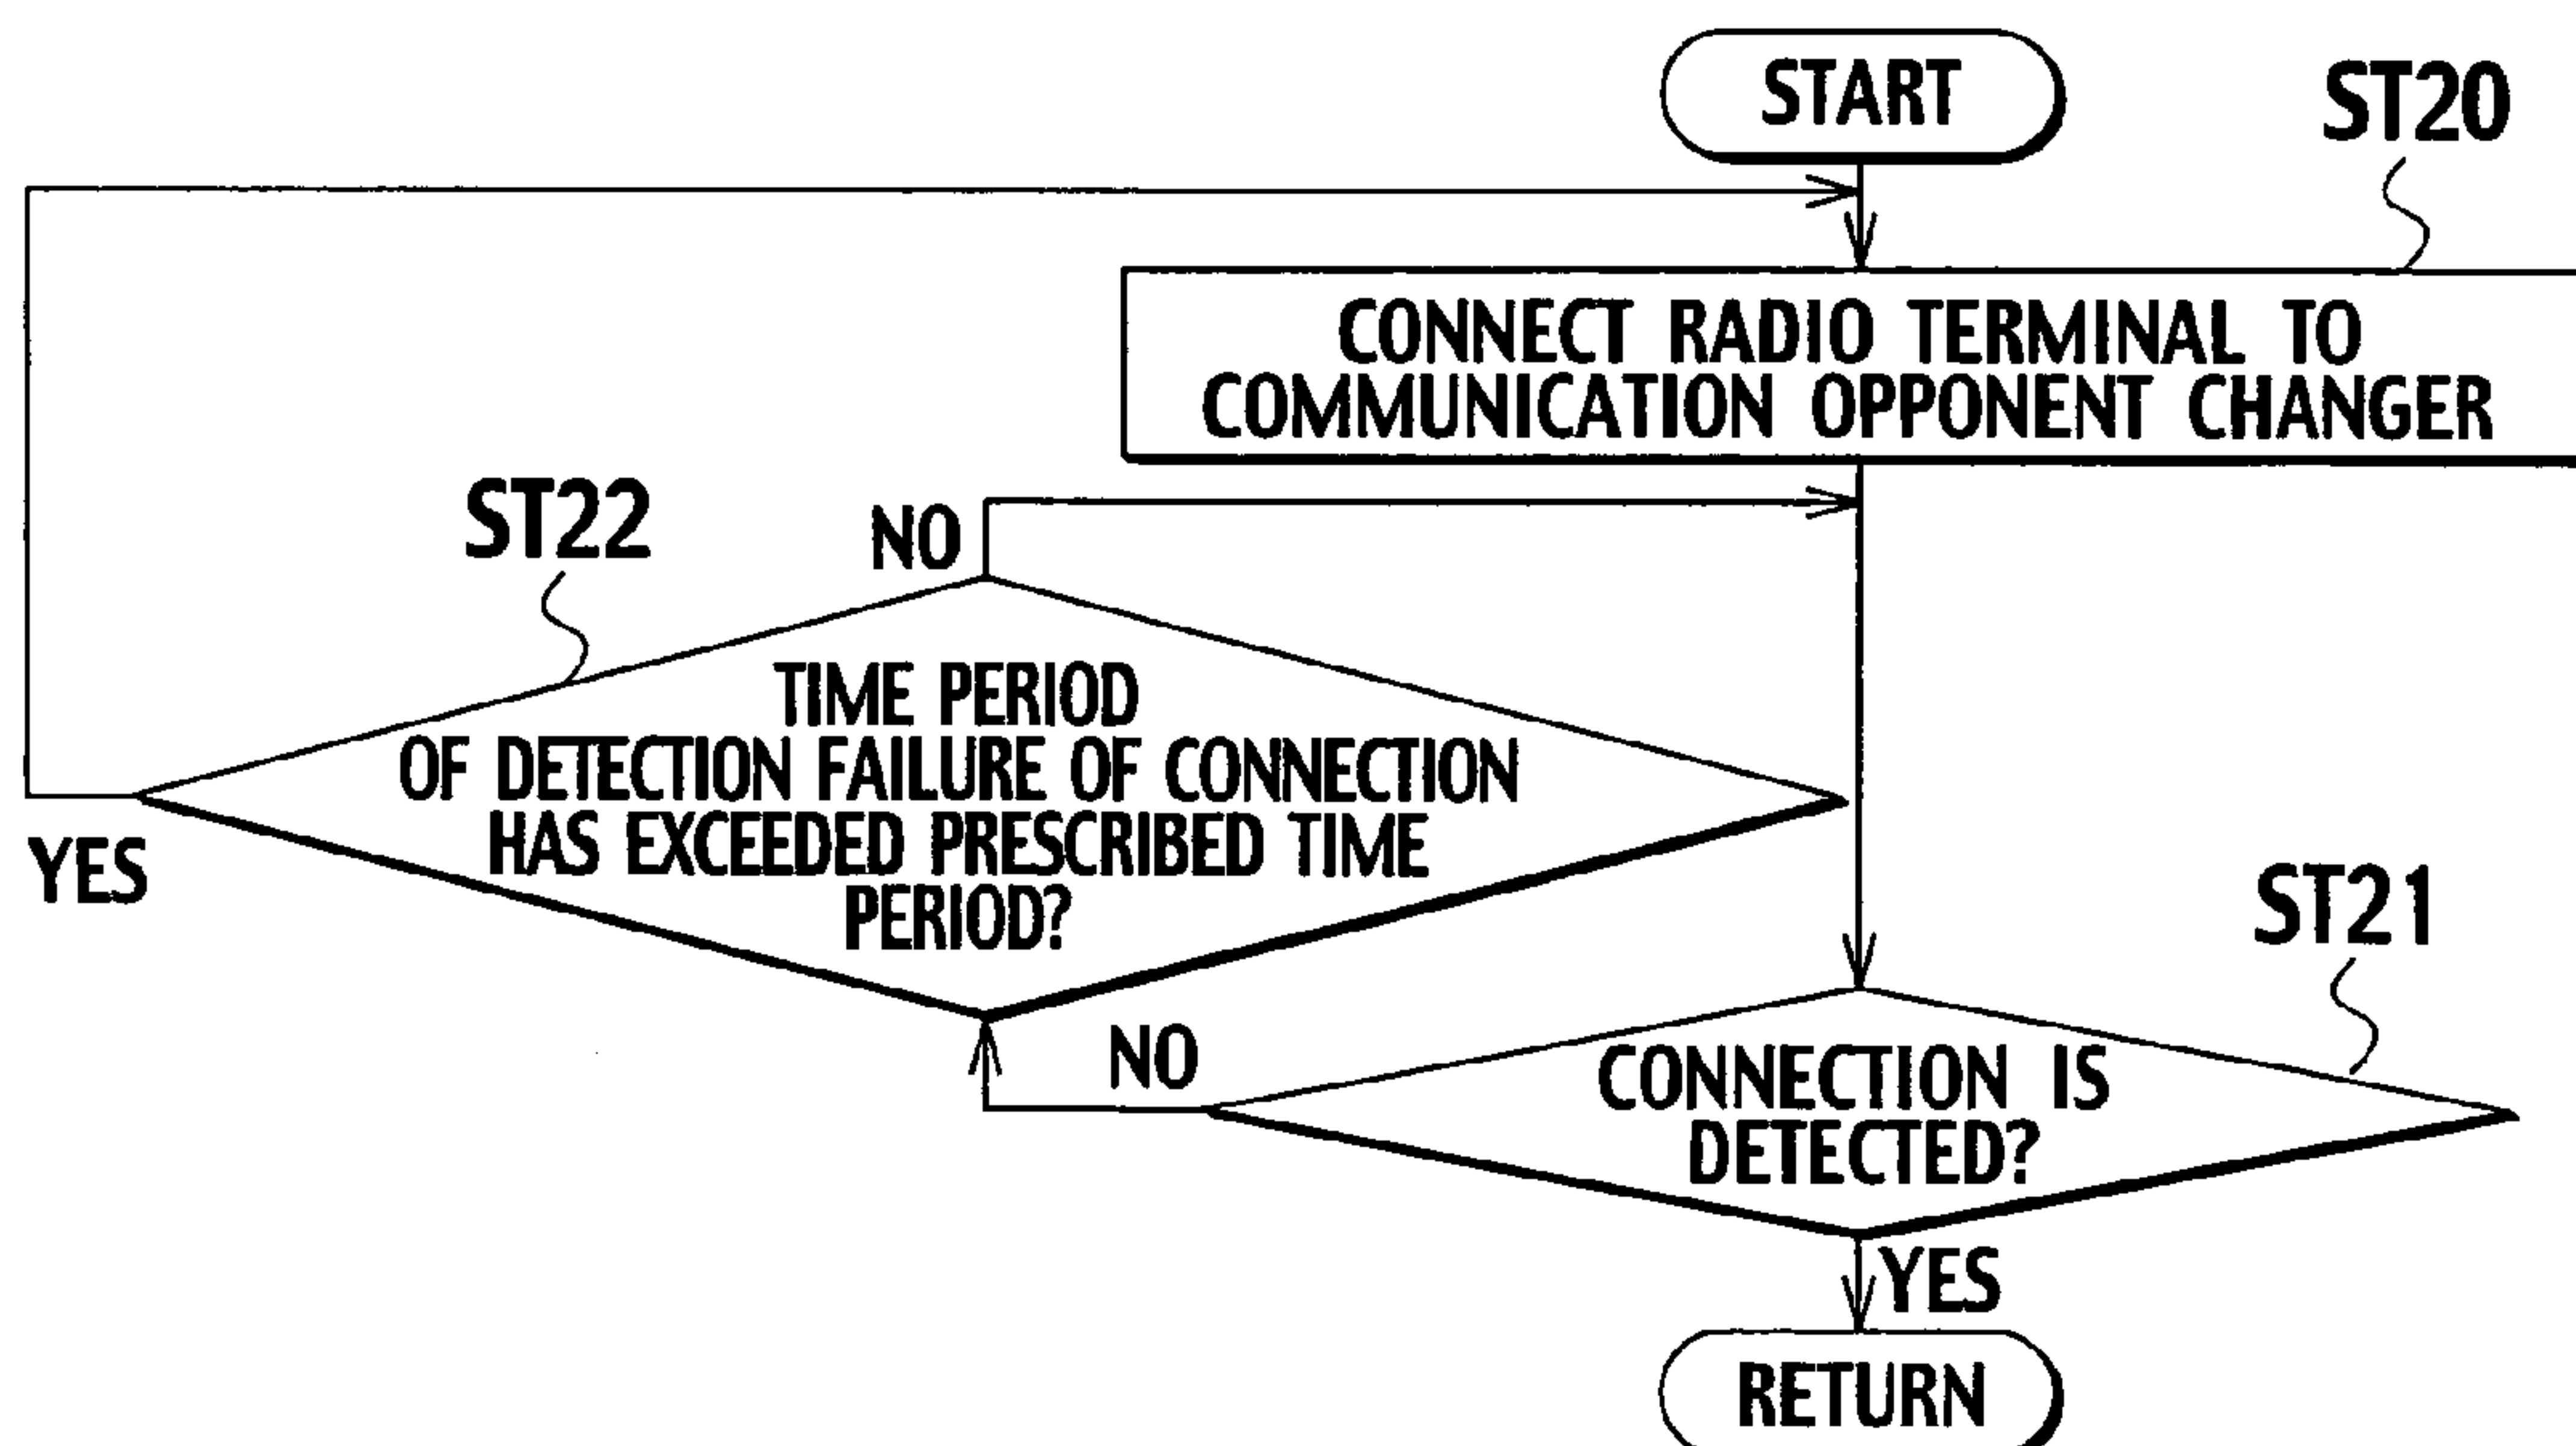 START
ST20
CONNECT RADIO TERMINAL TO
COMMUNICATION OPPONENT CHANGER
ST22
NO
TIME PERIOD
OF DETECTION FAILURE OF CONNECTION
HAS EXCEEDED PRESCRIBED TIME
PERIOD?
YES
ST21
NO
CONNECTION IS
DETECTED?
YES
RETURN